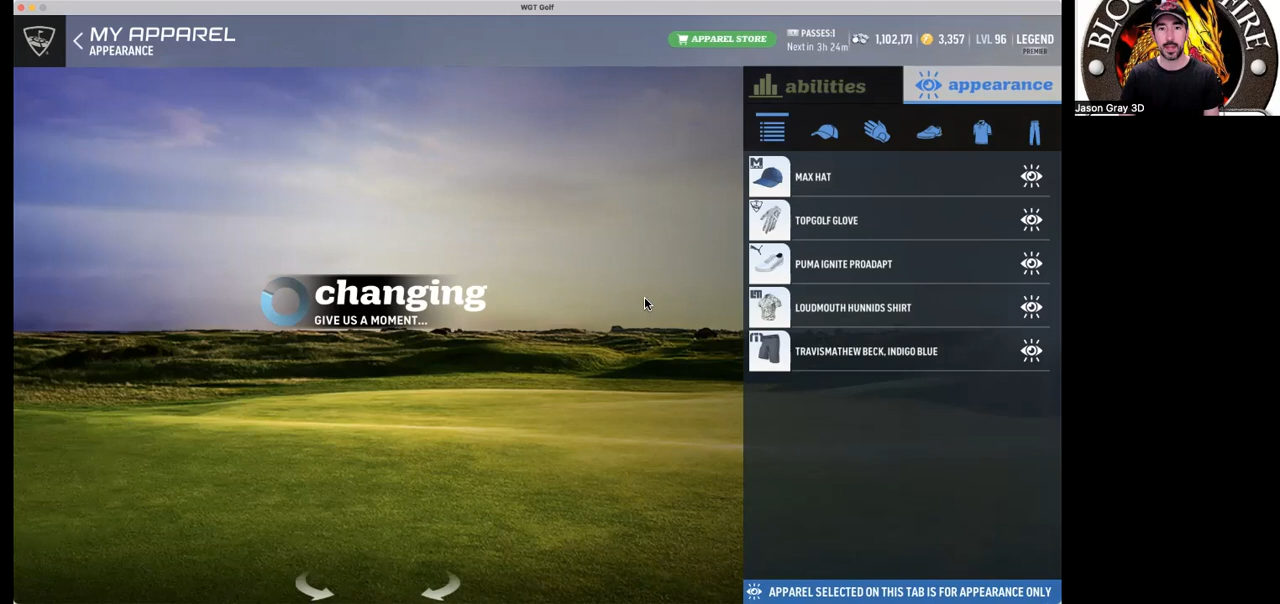 WGT Golf
MY APPAREL
APPEARANCE
APPAREL STORE
PASSES:1
Next in 3h 24m
1,102,171
3,357
LVL 96
LEGEND
PREMIER
abilities
appearance
MAX HAT
TOPGOLF GLOVE
PUMA IGNITE PROADAPT
LOUDMOUTH HUNNIDS SHIRT
TRAVISMATHEW BECK, INDIGO BLUE
changing
GIVE US A MOMENT...
APPAREL SELECTED ON THIS TAB IS FOR APPEARANCE ONLY
Jason Gray 3D